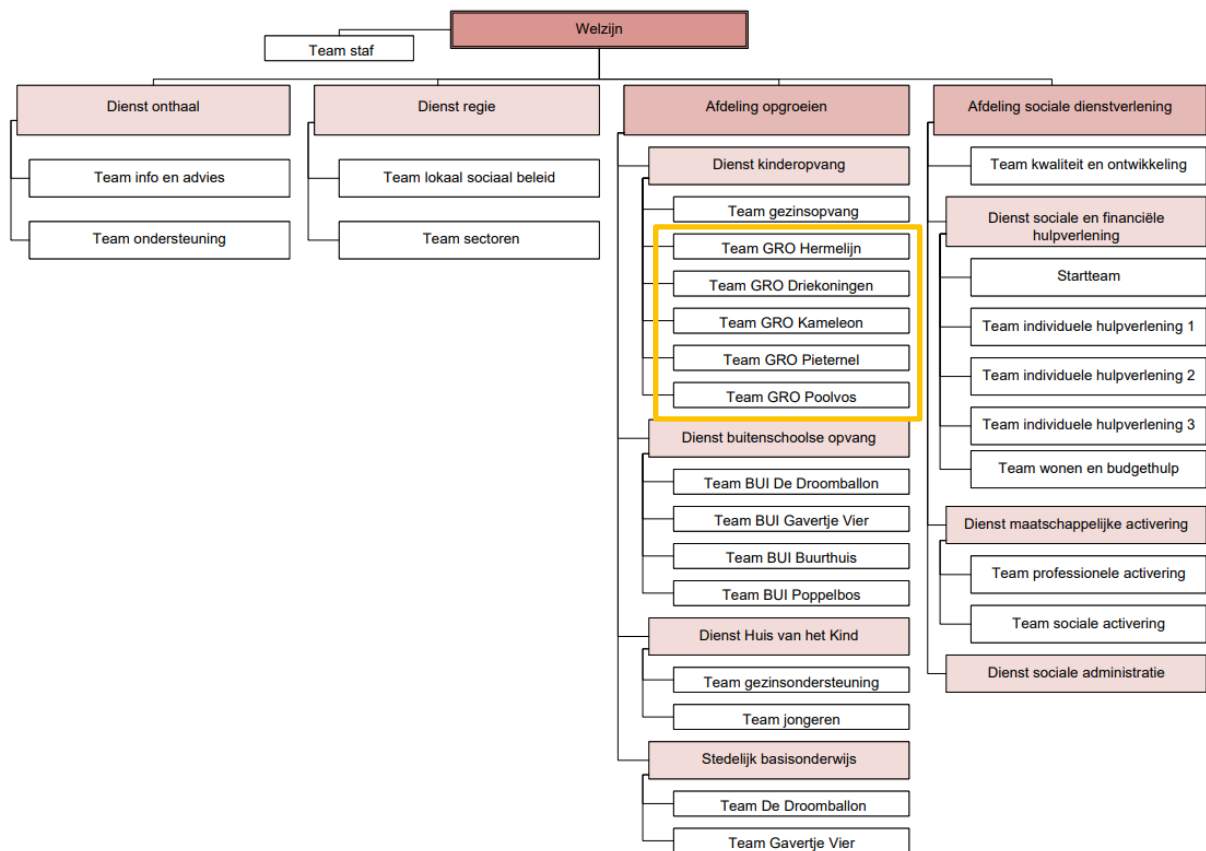 Welzijn
Team staf
Dienst onthaal
Team info en advies
Team ondersteuning
Dienst regie
Team lokaal sociaal beleid
Team sectoren
Afdeling opgroeien
Dienst kinderopvang
Team gezinsopvang
Team GRO Hermelijn
Team GRO Driekoningen
Team GRO Kameleon
Team GRO Pieternel
Team GRO Poolvos
Dienst buitenschoolse opvang
Team BUI De Droomballon
Team BUI Gavertje Vier
Team BUI Buurthuis
Team BUI Poppelbos
Dienst Huis van het Kind
Team gezinsondersteuning
Team jongeren
Stedelijk basisonderwijs
Team De Droomballon
Team Gavertje Vier
Afdeling sociale dienstverlening
Team kwaliteit en ontwikkeling
Dienst sociale en financiële
hulpverlening
Startteam
Team individuele hulpverlening 1
Team individuele hulpverlening 2
Team individuele hulpverlening 3
Team wonen en budgethulp
Dienst maatschappelijke activering
Team professionele activering
Team sociale activering
Dienst sociale administratie